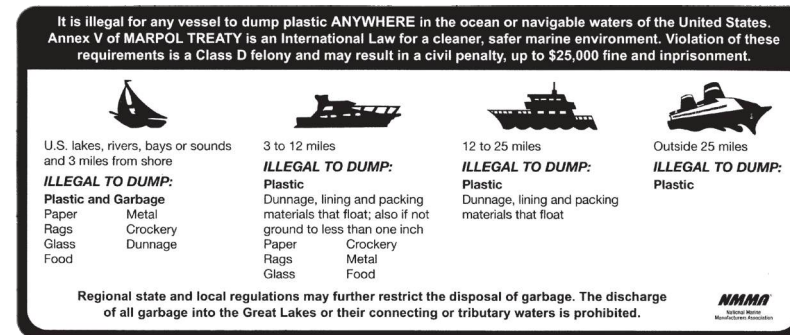 It is illegal for any vessel to dump plastic ANYWHERE in the ocean or navigable waters of the United States.
Annex V of MARPOL TREATY is an International Law for a cleaner, safer marine environment. Violation of these
requirements is a Class D felony and may result in a civil penalty, up to $25,000 fine and inprisonment.
U.S. lakes, rivers, bays or sounds
and 3 miles from shore
ILLEGAL TO DUMP:
Plastic and Garbage
Paper Metal
Rags Crockery
Glass Dunnage
Food
3 to 12 miles
ILLEGAL TO DUMP:
Plastic
Dunnage, lining and packing
materials that float; also if not
ground to less than one inch
Paper Crockery
Rags Metal
Glass Food
12 to 25 miles
ILLEGAL TO DUMP:
Plastic
Dunnage, lining and packing
materials that float
Outside 25 miles
ILLEGAL TO DUMP:
Plastic
Regional state and local regulations may further restrict the disposal of garbage. The discharge
of all garbage into the Great Lakes or their connecting or tributary waters is prohibited.
NMMA
National Marine
Manufacturers Association